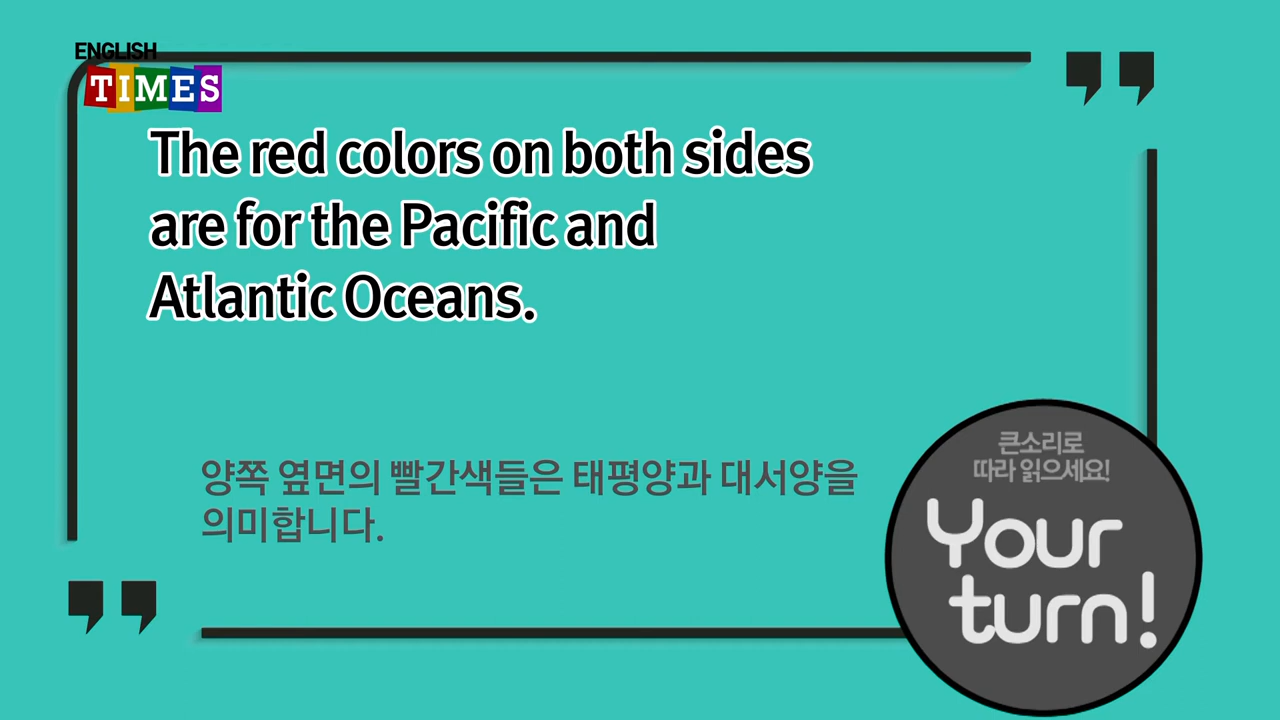 ENGLISH
TIMES
The red colors on both sides
are for the Pacific and
Atlantic Oceans.
양쪽 옆면의 빨간색들은 태평양과 대서양을
의미합니다.
큰소리로
따라 읽으세요!
Your
turn!